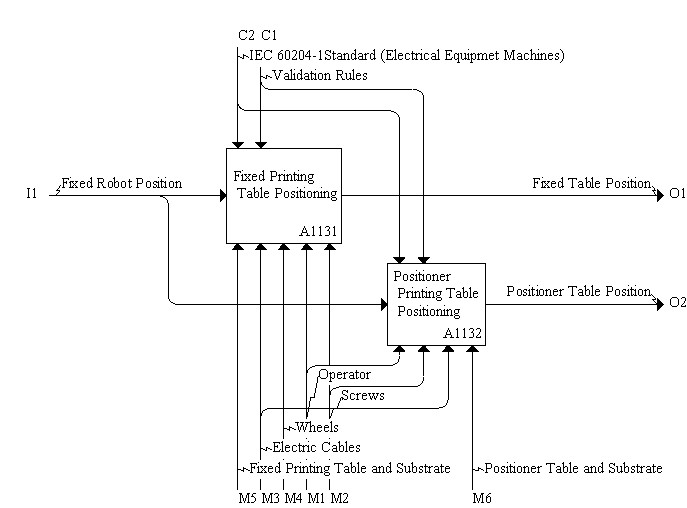 C2 C1
IEC 60204-1Standard (Electrical Equipmet Machines)
Validation Rules
Fixed Robot Position
I1
Fixed Printing
Table Positioning
A1131
Fixed Table Position
O1
Positioner
Printing Table
Positioning
A1132
Positioner Table Position
O2
Operator
Screws
Wheels
Electric Cables
Fixed Printing Table and Substrate
Positioner Table and Substrate
M5 M3 M4 M1 M2
M6